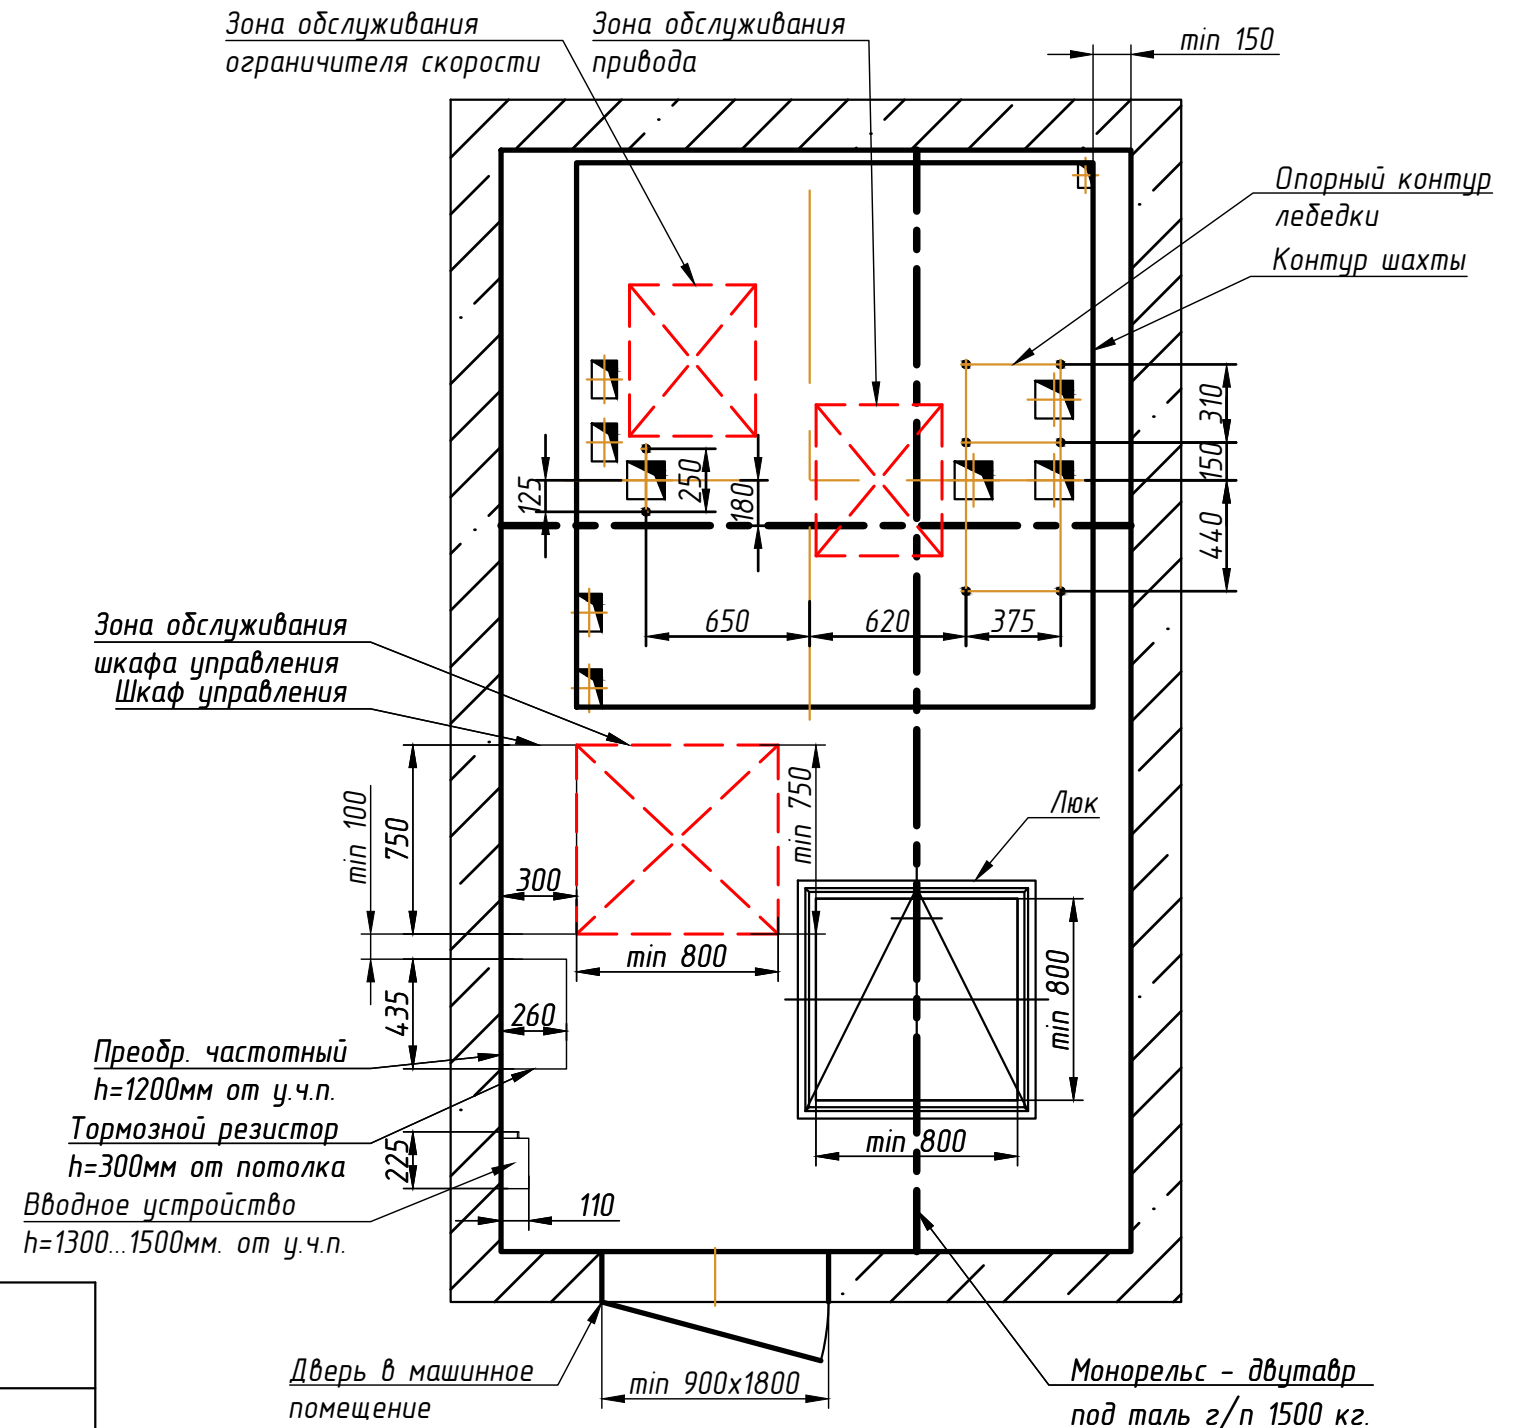 Зона обслуживания
ограничителя скорости
Зона обслуживания
привода
min 150
Опорный контур
лебедки
Контур шахты
310
150
440
125
250
180
650
620
375
Зона обслуживания
шкафа управления
Шкаф управления
min 100
750
300
min 750
min 800
Люк
min 800
min 800
435
260
Преобр. частотный
h=1200мм от у.ч.п.
Тормозной резистор
h=300мм от потолка
225
Вводное устройство
h=1300...1500мм. от у.ч.п.
110
Дверь в машинное
помещение
min 900x1800
Монорельс - двутавр
под таль г/п 1500 кг.